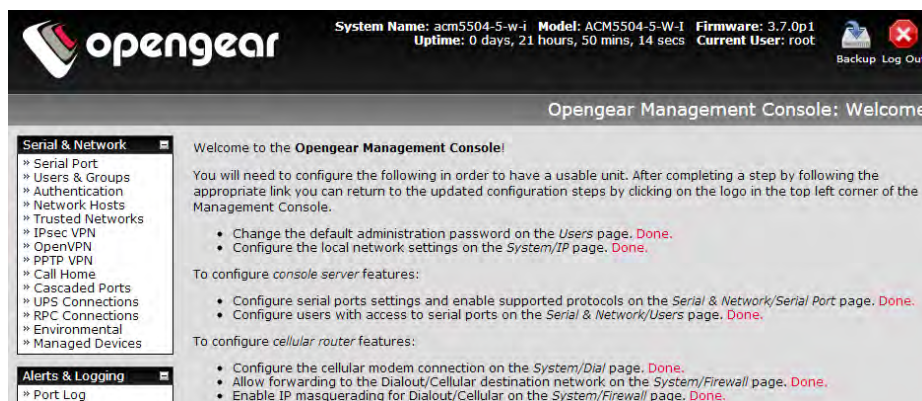 opengear
System Name: acm5504-5-w-i Model: ACM5504-5-W-I Firmware: 3.7.0p1
Uptime: 0 days, 21 hours, 50 mins, 14 secs Current User: root
Backup Log Out
Opengear Management Console: Welcome
Serial & Network
» Serial Port
» Users & Groups
» Authentication
» Network Hosts
» Trusted Networks
» IPsec VPN
» OpenVPN
» PPTP VPN
» Call Home
» Cascaded Ports
» UPS Connections
» RPC Connections
» Environmental
» Managed Devices
Alerts & Logging
» Port Log
Welcome to the Opengear Management Console!
You will need to configure the following in order to have a usable unit. After completing a step by following the
appropriate link you can return to the updated configuration steps by clicking on the logo in the top left corner of the
Management Console.
• Change the default administration password on the Users page. Done.
• Configure the local network settings on the System/IP page. Done.
To configure console server features:
• Configure serial ports settings and enable supported protocols on the Serial & Network/Serial Port page. Done.
• Configure users with access to serial ports on the Serial & Network/Users page. Done.
To configure cellular router features:
• Configure the cellular modem connection on the System/Dial page. Done.
• Allow forwarding to the Dialout/Cellular destination network on the System/Firewall page. Done.
• Enable IP masquerading for Dialout/Cellular on the System/Firewall page. Done.